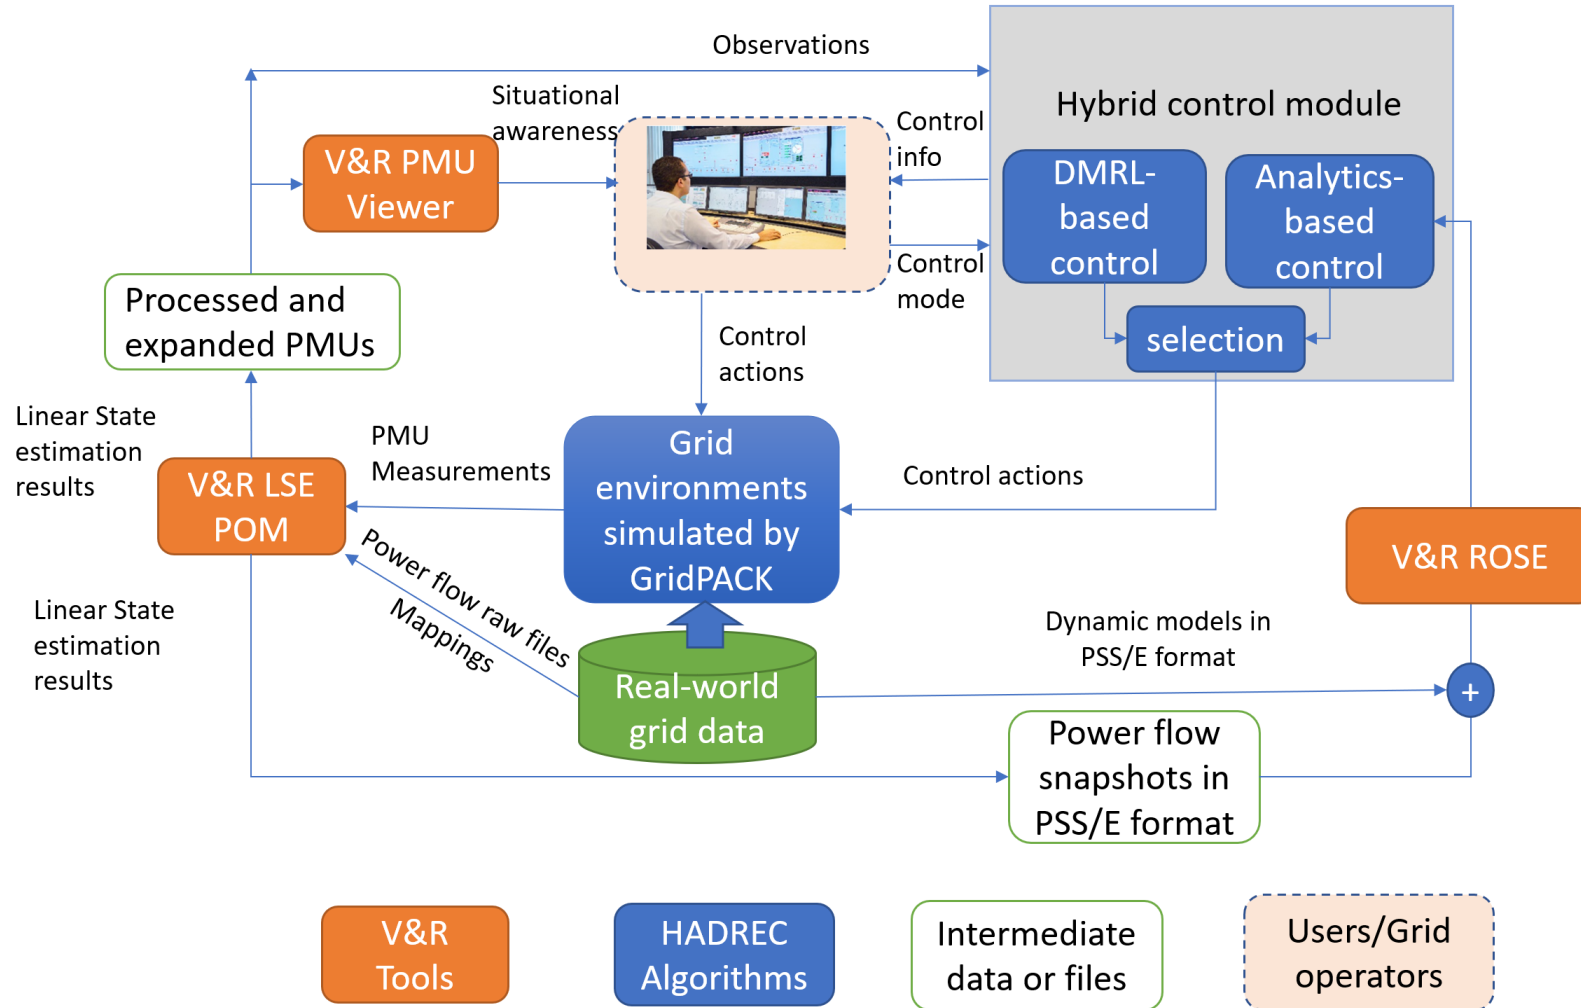 Observations
Situational
awareness
Hybrid control module
Control
info
V&R PMU
Viewer
DMRL-
based
control
Analytics-
based
control
Control
mode
Processed and
expanded PMUs
Control
actions
selection
Linear State
estimation
results
PMU
Measurements
Grid
environments
simulated by
GridPACK
Control actions
V&R LSE
POM
V&R ROSE
Power flow raw files
Mappings
Linear State
estimation
results
Dynamic models in
PSS/E format
Real-world
grid data
+
Power flow
snapshots in
PSS/E format
V&R
Tools
HADREC
Algorithms
Intermediate
data or files
Users/Grid
operators